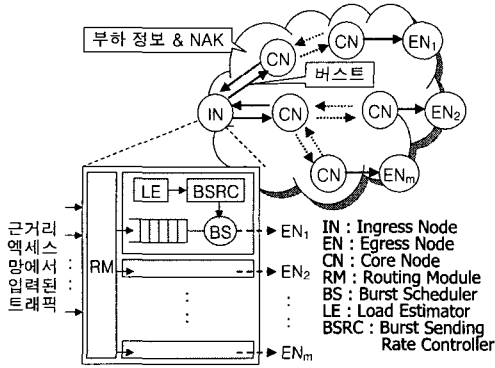 부하 정보 & NAK
버스트
CN
CN
EN1
IN
CN
CN
EN2
CN
ENm
LE
BSRC
BS
EN1
RM
EN2
ENm
근거리
엑세스
망에서
입력된
트래픽
IN : Ingress Node
EN : Egress Node
CN : Core Node
RM : Routing Module
BS : Burst Scheduler
LE : Load Estimator
BSRC : Burst Sending
Rate Controller